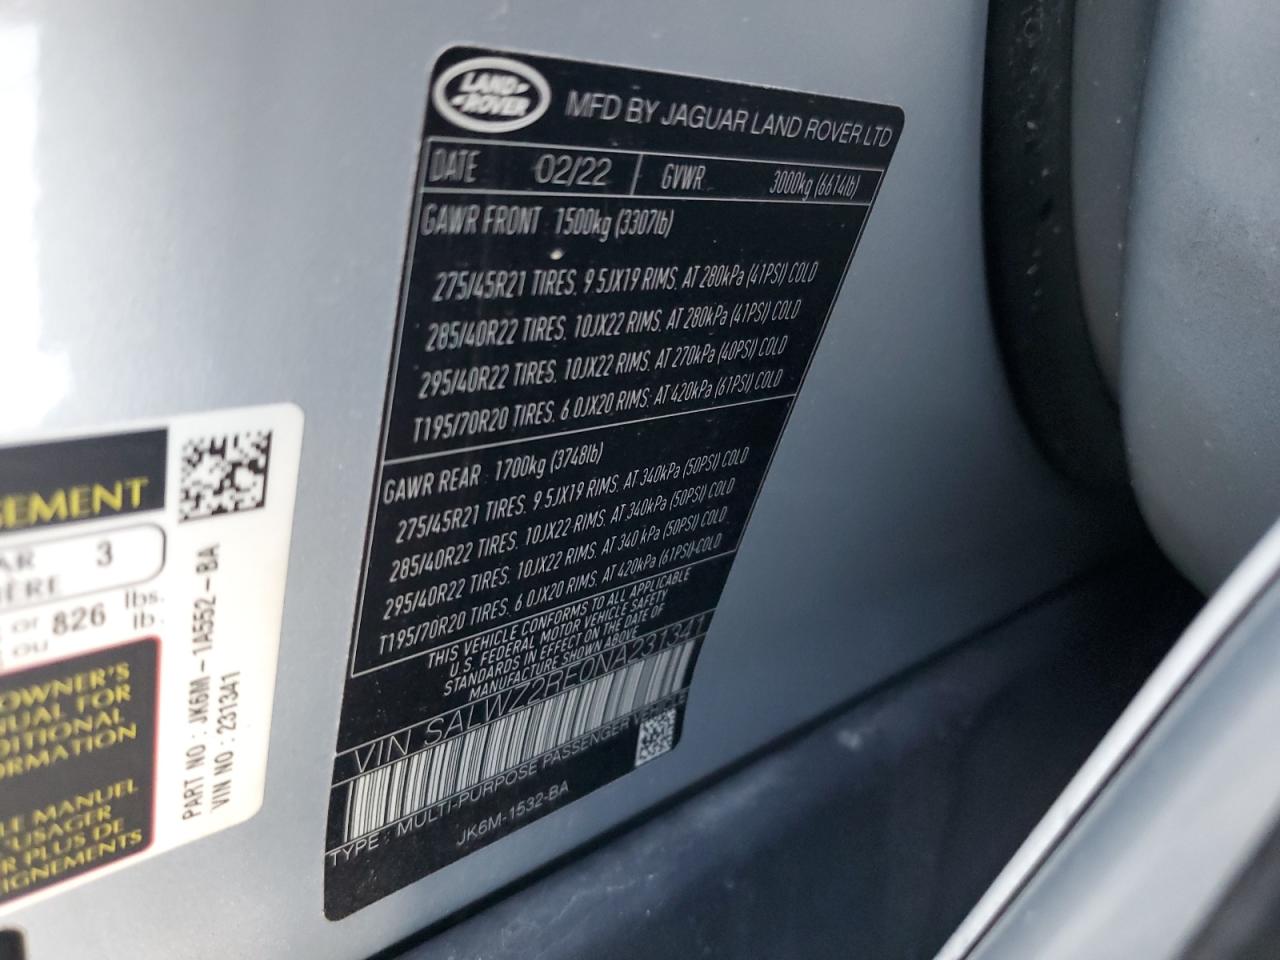 LAND ROVER
MFD BY JAGUAR LAND ROVER LTD
DATE 02/22 GVWR 3000kg (6614lb)
GAWR FRONT 1500kg (3307lb)
275/45R21 TIRES. 9 5JX19 RIMS. AT 280kPa (41PSI) COLD
285/40R22 TIRES. 10JX22 RIMS. AT 280kPa (41PSI) COLD
295/40R22 TIRES. 10JX22 RIMS. AT 270kPa (40PSI) COLD
T195/70R20 TIRES. 6 0JX20 RIMS. AT 420kPa (61PSI) COLD
GAWR REAR 1700kg (3748lb)
275/45R21 TIRES. 9 5JX19 RIMS. AT 340kPa (50PSI) COLD
285/40R22 TIRES. 10JX22 RIMS. AT 340kPa (50PSI) COLD
295/40R22 TIRES. 10JX22 RIMS. AT 340 kPa (50PSI) COLD
T195/70R20 TIRES. 6 0JX20 RIMS. AT 420kPa (61PSI) COLD
THIS VEHICLE CONFORMS TO ALL APPLICABLE
U.S. FEDERAL MOTOR VEHICLE SAFETY
STANDARDS IN EFFECT ON THE DATE OF
MANUFACTURE SHOWN ABOVE
VIN SALWZ2RE0NA231341
TYPE : MULTI-PURPOSE PASSENGER VEHICLE
JK6M-1532-BA
SEMENT
AR 3
IÈRE
or 826 lbs.
OU lb.
OWNER'S
NUAL FOR
DITIONAL
ORMATION
LE MANUEL
L'USAGER
R PLUS DE
SIGNEMENTS
PART NO : JK6M-1A552-BA
VIN NO : 231341